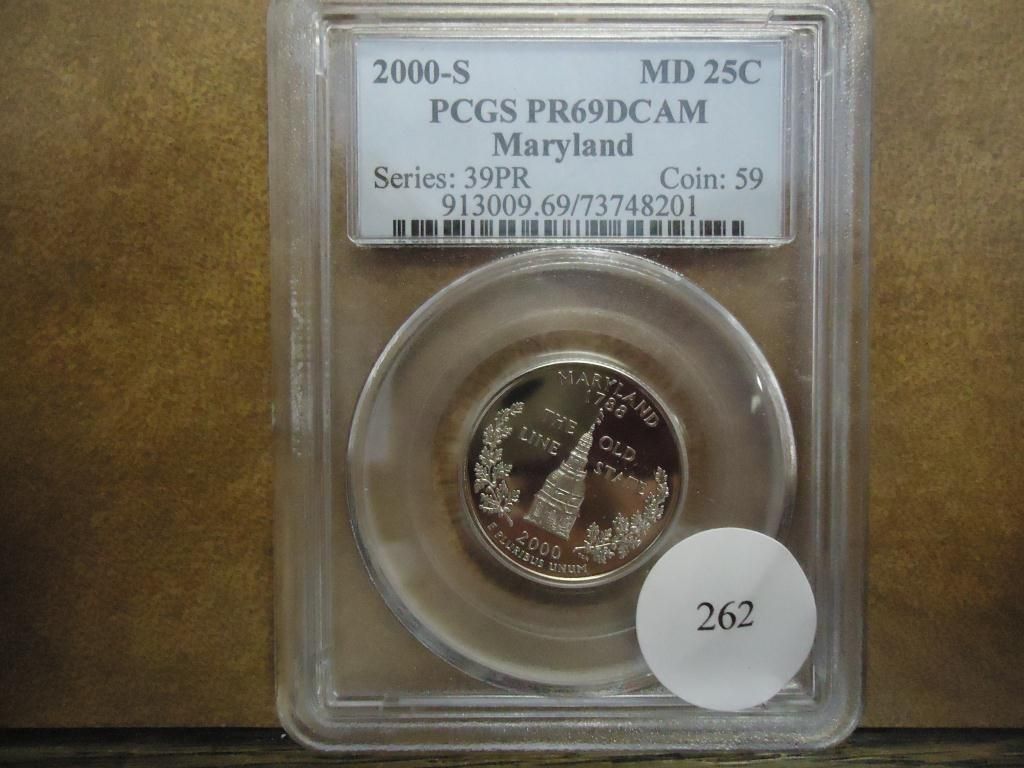 2000-S MD 25C
PCGS PR69DCAM
Maryland
Series: 39PR Coin: 59
913009.69/73748201
MARYLAND
1788
THE OLD
LINE STATE
2000
E PLURIBUS UNUM
262